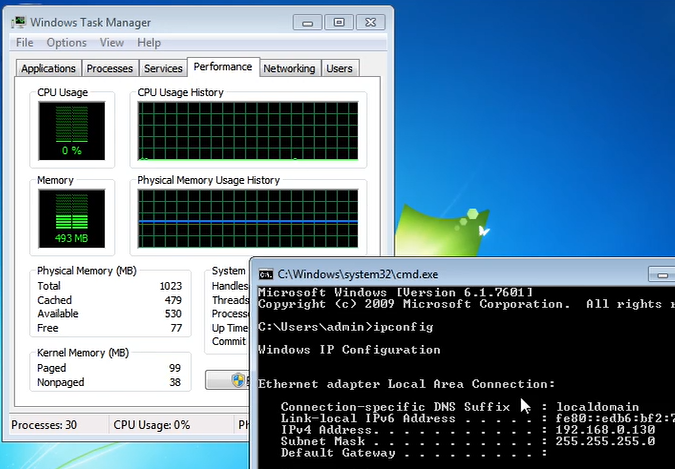 Windows Task Manager
File Options View Help
Applications Processes Services Performance Networking Users
CPU Usage CPU Usage History
0 %
Memory Physical Memory Usage History
493 MB
Physical Memory (MB)
Total 1023
Cached 479
Available 530
Free 77
Kernel Memory (MB)
Paged 99
Nonpaged 38
System
Handles
Threads
Processe
Up Time
Commit
Processes: 30 CPU Usage: 0% Ph
C:\Windows\system32\cmd.exe
Microsoft Windows [Version 6.1.7601]
Copyright (c) 2009 Microsoft Corporation. All rights
C:\Users\admin>ipconfig
Windows IP Configuration
Ethernet adapter Local Area Connection:
Connection-specific DNS Suffix . : localdomain
Link-local IPv6 Address . . . . . : fe80::edb6:bf2:7
IPv4 Address. . . . . . . . . . . : 192.168.0.130
Subnet Mask . . . . . . . . . . . : 255.255.255.0
Default Gateway . . . . . . . . . :